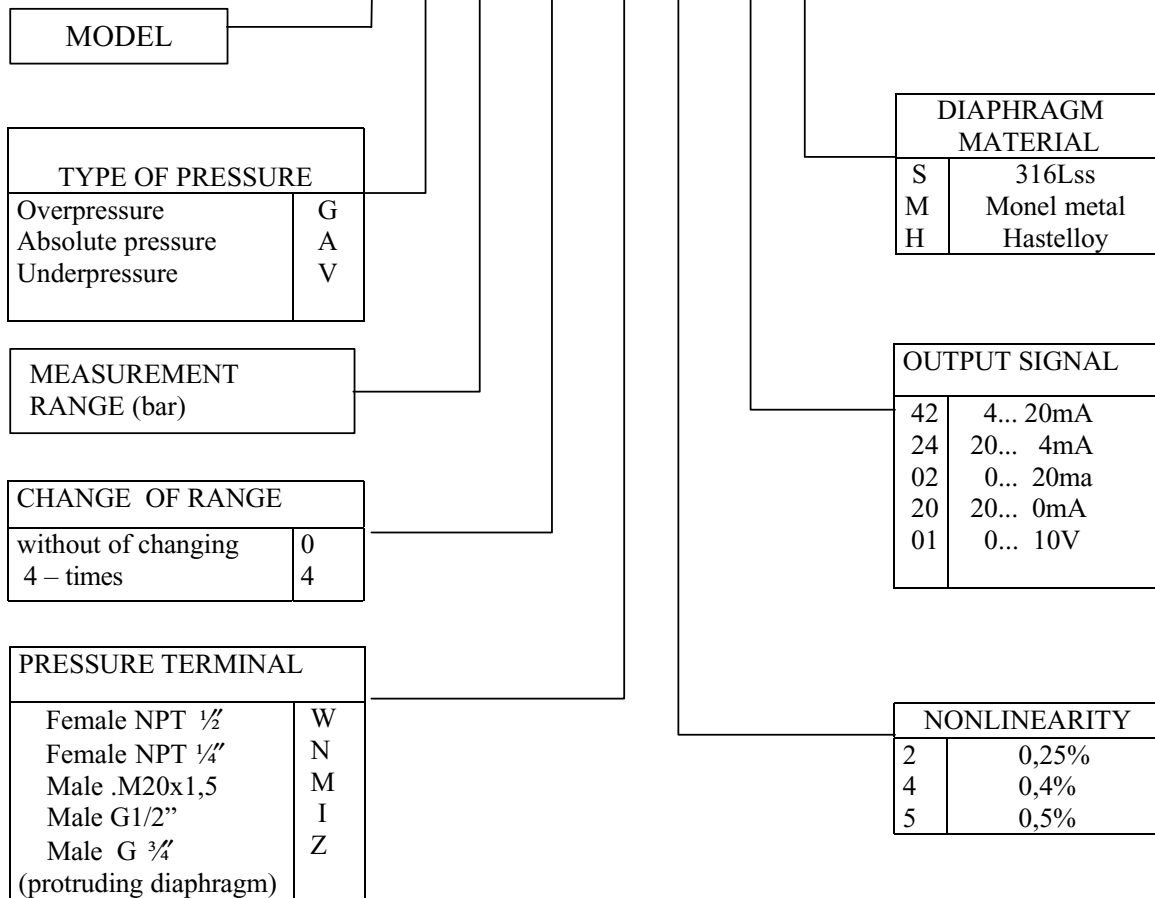 MODEL
TYPE OF PRESSURE
Overpressure G
Absolute pressure A
Underpressure V
MEASUREMENT
RANGE (bar)
CHANGE OF RANGE
without of changing 0
4 – times 4
PRESSURE TERMINAL
Female NPT ½″ W
Female NPT ¼″ N
Male .M20x1,5 M
Male G1/2” I
Male G ¾″ Z
(protruding diaphragm)
DIAPHRAGM
MATERIAL
S 316Lss
M Monel metal
H Hastelloy
OUTPUT SIGNAL
42 4... 20mA
24 20... 4mA
02 0... 20ma
20 20... 0mA
01 0... 10V
NONLINEARITY
2 0,25%
4 0,4%
5 0,5%